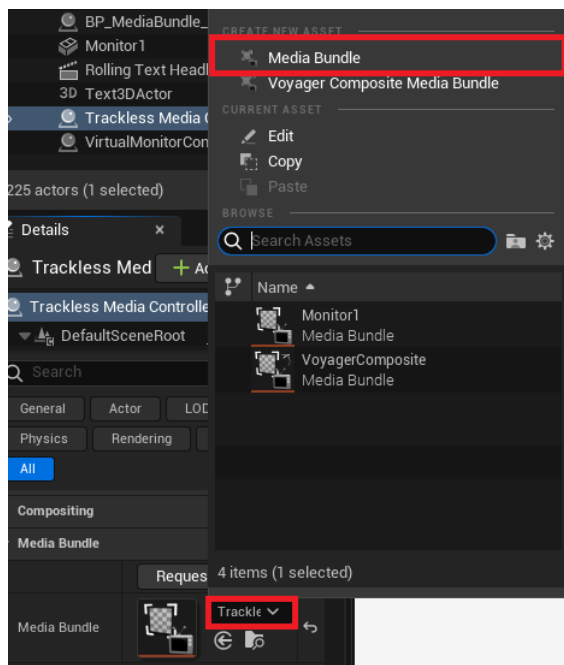 BP_MediaBundle_
Monitor1
Rolling Text Headl
3D Text3DActor
Trackless Media C
VirtualMonitorCon
225 actors (1 selected)
Details
Trackless Med
+ Ac
Trackless Media Controlle
DefaultSceneRoot
Search
General
Actor
LOD
Physics
Rendering
All
Compositing
Media Bundle
Reques
Media Bundle
CREATE NEW ASSET
Media Bundle
Voyager Composite Media Bundle
CURRENT ASSET
Edit
Copy
Paste
BROWSE
Search Assets
Name
Monitor1
Media Bundle
VoyagerComposite
Media Bundle
4 items (1 selected)
Trackle